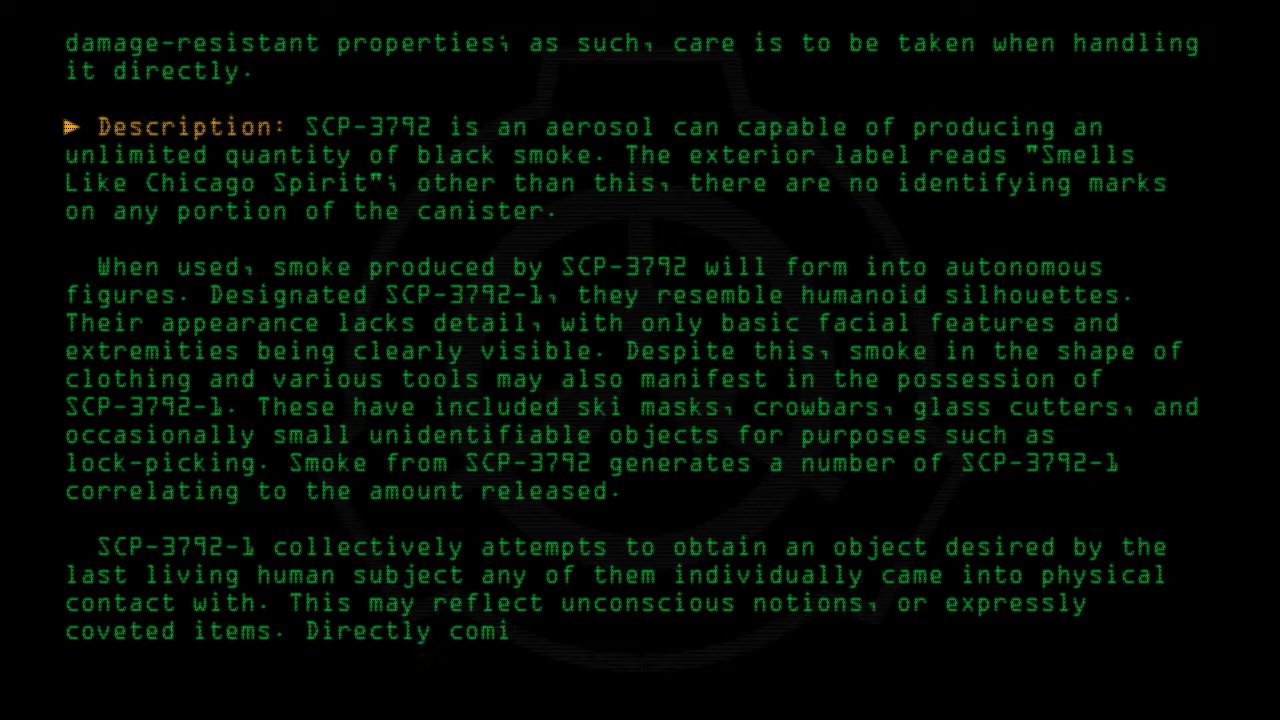 damage-resistant properties; as such, care is to be taken when handling
it directly.
► Description: SCP-3792 is an aerosol can capable of producing an
unlimited quantity of black smoke. The exterior label reads "Smells
Like Chicago Spirit"; other than this, there are no identifying marks
on any portion of the canister.
When used, smoke produced by SCP-3792 will form into autonomous
figures. Designated SCP-3792-1, they resemble humanoid silhouettes.
Their appearance lacks detail, with only basic facial features and
extremities being clearly visible. Despite this, smoke in the shape of
clothing and various tools may also manifest in the possession of
SCP-3792-1. These have included ski masks, crowbars, glass cutters, and
occasionally small unidentifiable objects for purposes such as
lock-picking. Smoke from SCP-3792 generates a number of SCP-3792-1
correlating to the amount released.
SCP-3792-1 collectively attempts to obtain an object desired by the
last living human subject any of them individually came into physical
contact with. This may reflect unconscious notions, or expressly
coveted items. Directly comi